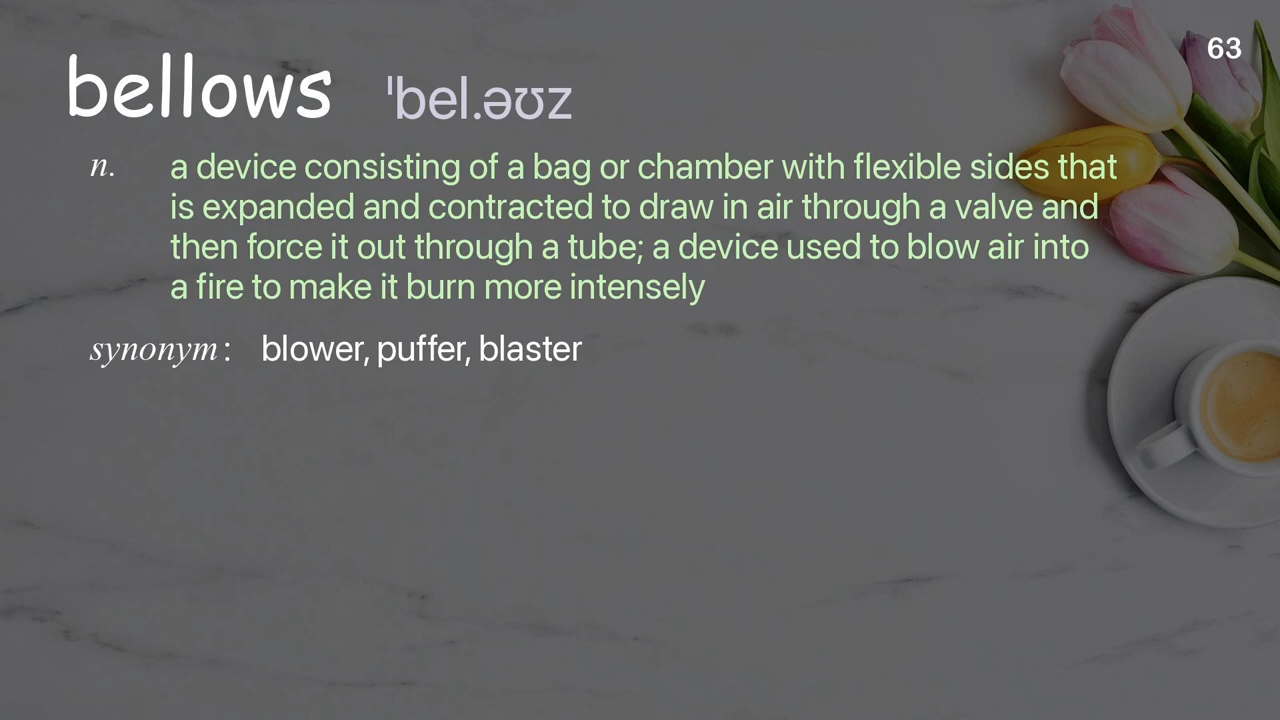 63
bellows ˈbel.əʊz
n. a device consisting of a bag or chamber with flexible sides that
is expanded and contracted to draw in air through a valve and
then force it out through a tube; a device used to blow air into
a fire to make it burn more intensely
synonym: blower, puffer, blaster